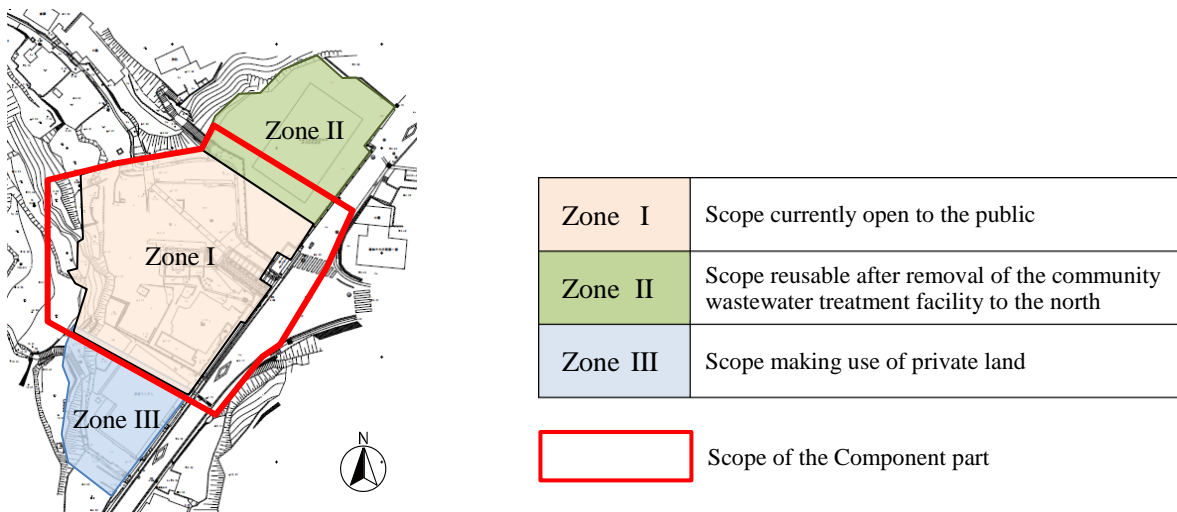 Zone II
Zone I
Zone III
N
Zone I Scope currently open to the public
Zone II Scope reusable after removal of the community
wastewater treatment facility to the north
Zone III Scope making use of private land
Scope of the Component part